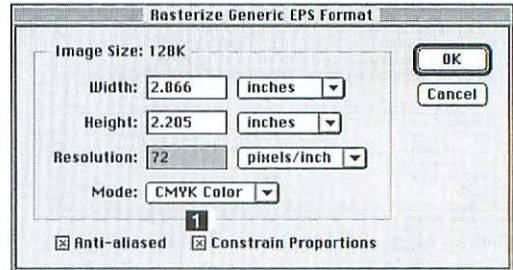 Rasterize Generic EPS Format
Image Size: 128K
OK
Width: 2.866 inches
Cancel
Height: 2.205 inches
Resolution: 72 pixels/inch
Mode: CMYK Color
1
Anti-aliased Constrain Proportions